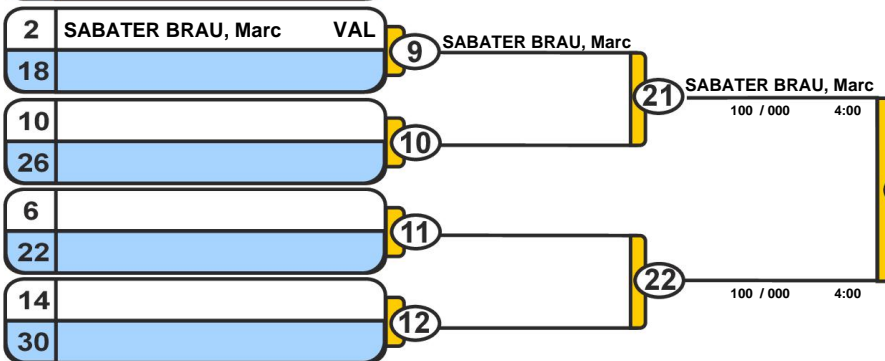 2 SABATER BRAU, Marc VAL
18
9
SABATER BRAU, Marc
21
SABATER BRAU, Marc
100 / 000 4:00
10
26
10
6
22
11
22
100 / 000 4:00
14
30
12